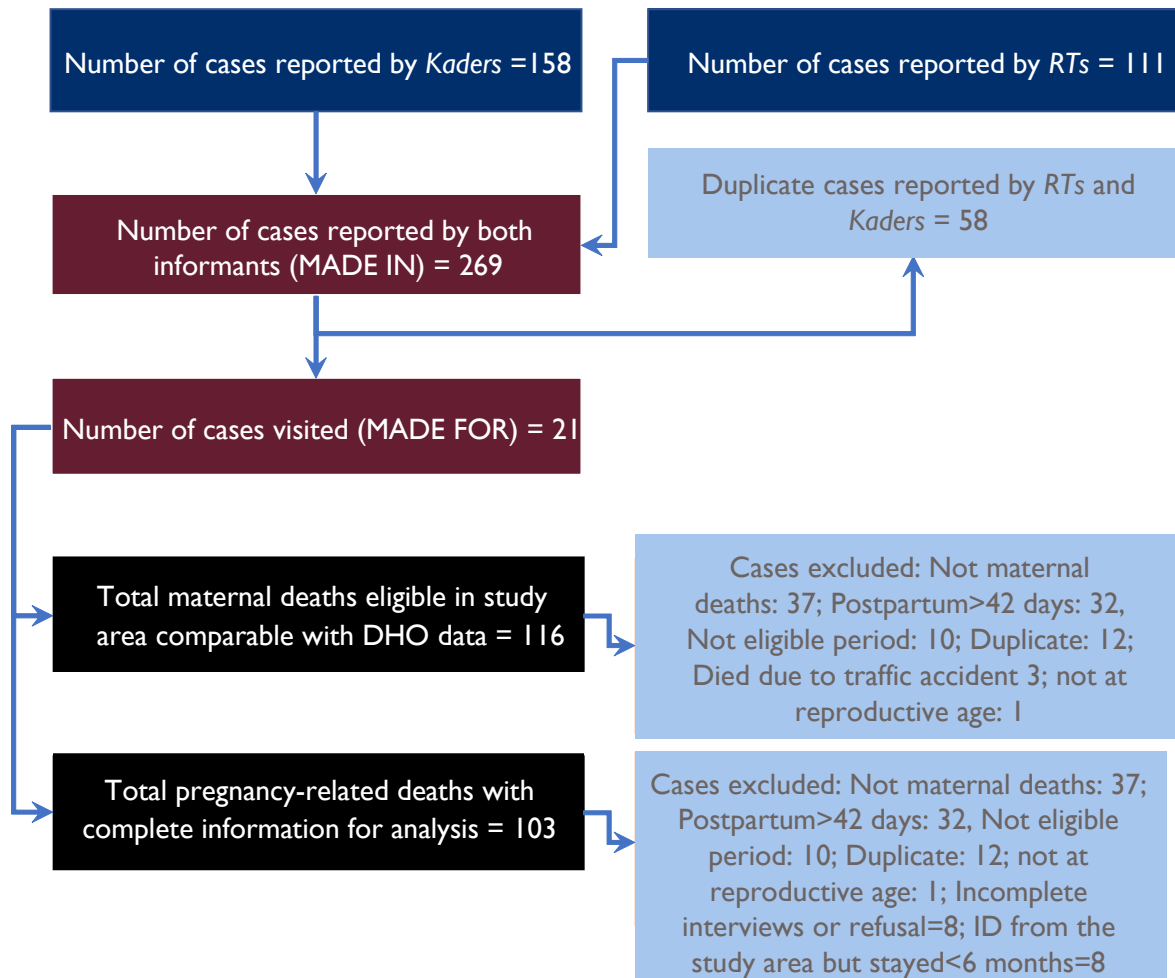 Number of cases reported by Kaders =158
Number of cases reported by RTs = 111
Duplicate cases reported by RTs and
Kaders = 58
Number of cases reported by both
informants (MADE IN) = 269
Number of cases visited (MADE FOR) = 21
Total maternal deaths eligible in study
area comparable with DHO data = 116
Cases excluded: Not maternal
deaths: 37; Postpartum>42 days: 32,
Not eligible period: 10; Duplicate: 12;
Died due to traffic accident 3; not at
reproductive age: 1
Total pregnancy-related deaths with
complete information for analysis = 103
Cases excluded: Not maternal deaths: 37;
Postpartum>42 days: 32, Not eligible
period: 10; Duplicate: 12; not at
reproductive age: 1; Incomplete
interviews or refusal=8; ID from the
study area but stayed<6 months=8